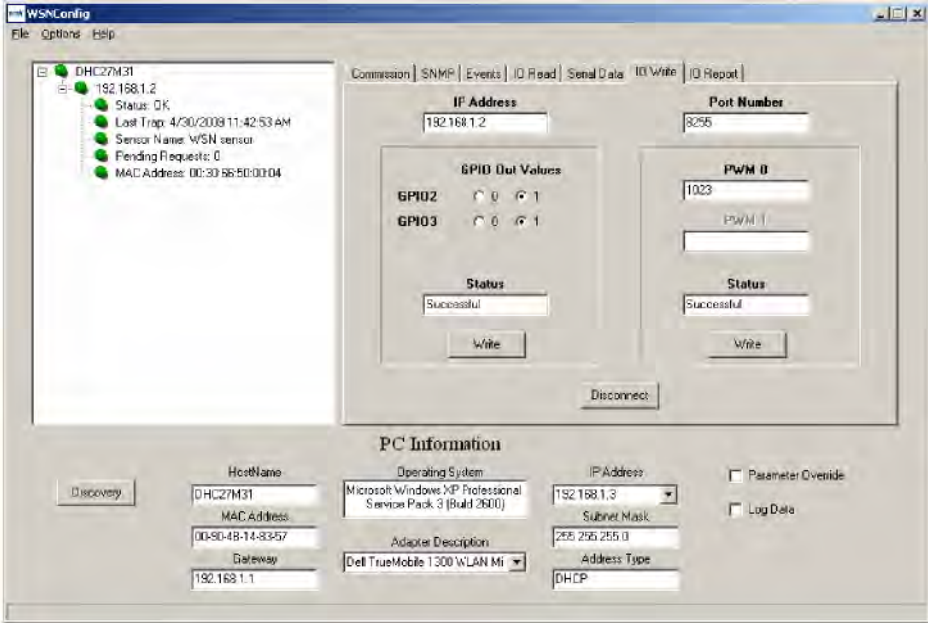 WSNConfig
File Options Help
DHC27M31
192.168.1.2
Status: OK
Last Trap: 4/30/2009 11:42:53 AM
Sensor Name: WSN sensor
Pending Requests: 0
MAC Address: 00:30:66:50:00:04
Commission SNMP Events IO Read Serial Data IO Write IO Report
IP Address Port Number
192.168.1.2 8255
GPIO Out Values PWM 0
1023
GPIO2 0 1
GPIO3 0 1
PWM 1
Status Status
Successful Successful
Write Write
Disconnect
PC Information
HostName Operating System IP Address
Parameter Override
Discovery DHC27M31 Microsoft Windows XP Professional Service Pack 3 (Build 2600) 192.168.1.3
Log Data
MAC Address Subnet Mask
00-90-4B-14-83-57 255.255.255.0
Adapter Description
Gateway Address Type
192.168.1.1 Dell TrueMobile 1300 WLAN Mi DHCP